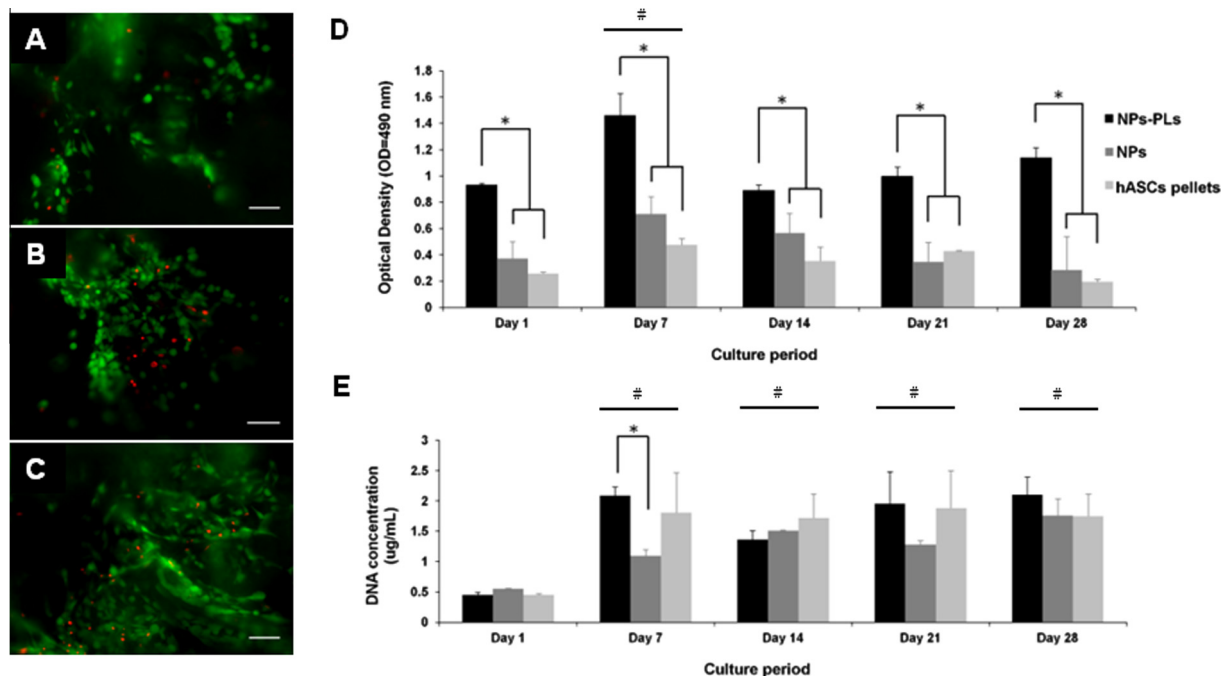 A
B
C
D
#
*
*
*
*
*
1.8
1.6
1.4
1.2
1
0.8
0.6
0.4
0.2
0
Optical Density (OD=490 nm)
Day 1
Day 7
Day 14
Day 21
Day 28
Culture period
NPs-PLs
NPs
hASCs pellets
E
#
#
#
#
*
3
2.5
2
1.5
1
0.5
0
DNA concentration
(ug/mL)
Day 1
Day 7
Day 14
Day 21
Day 28
Culture period